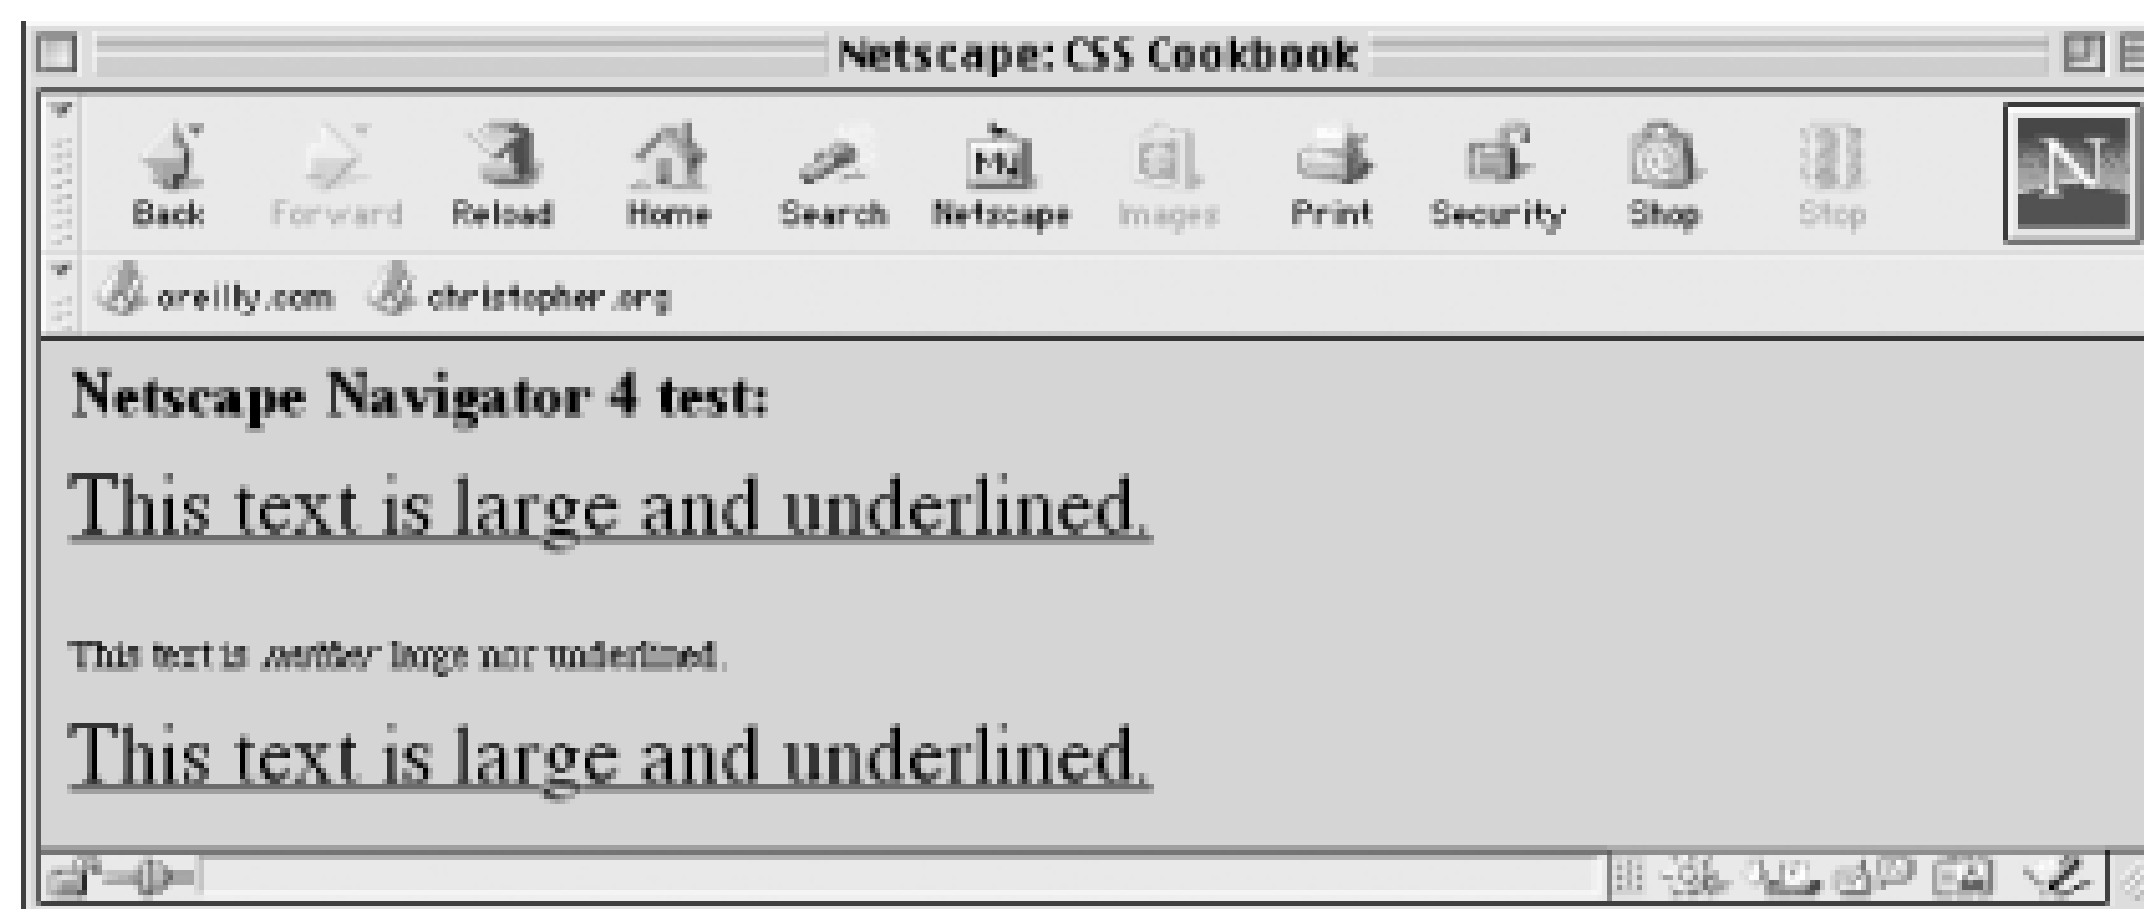 Netscape: CSS Cookbook
My N
Back Forward Reload Home Search Netscape Images Print Security Shop Stop
oreilly.com christopher.org
Netscape Navigator 4 test:
This text is large and underlined.
This text is neither large nor underlined.
This text is large and underlined.